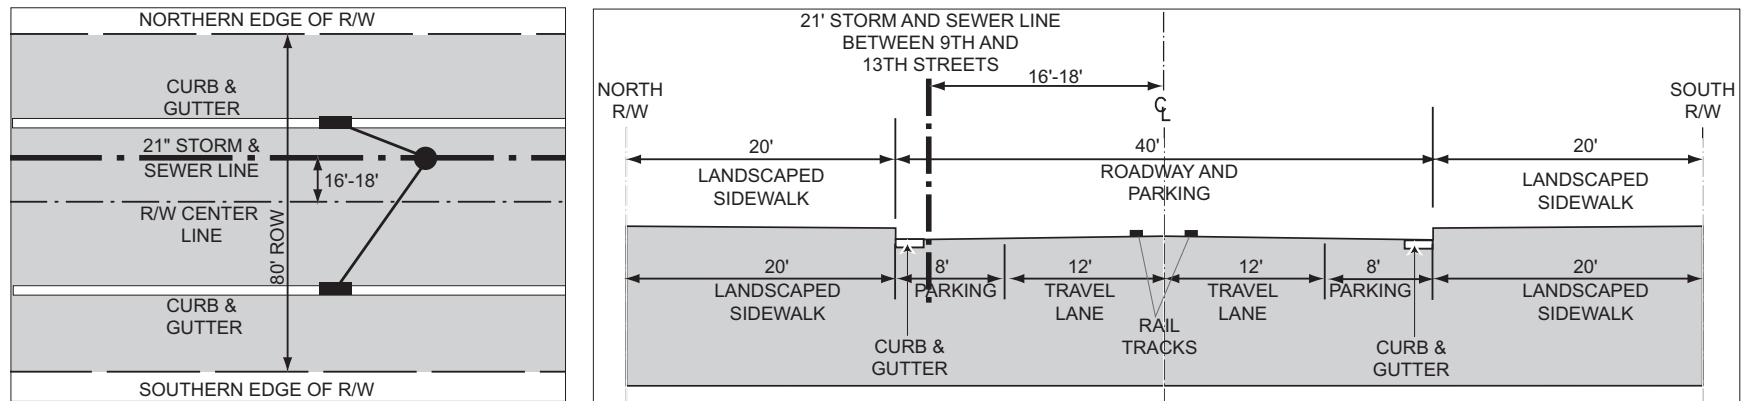 NORTHERN EDGE OF R/W
CURB &
GUTTER
21" STORM &
SEWER LINE
16'-18'
R/W CENTER
LINE
80' ROW
CURB &
GUTTER
SOUTHERN EDGE OF R/W
21' STORM AND SEWER LINE
BETWEEN 9TH AND
13TH STREETS
16'-18'
NORTH
R/W
CL
SOUTH
R/W
20'
LANDSCAPED
SIDEWALK
40'
ROADWAY AND
PARKING
20'
LANDSCAPED
SIDEWALK
20'
LANDSCAPED
SIDEWALK
8'
PARKING
12'
TRAVEL
LANE
12'
TRAVEL
LANE
8'
PARKING
20'
LANDSCAPED
SIDEWALK
CURB &
GUTTER
RAIL
TRACKS
CURB &
GUTTER